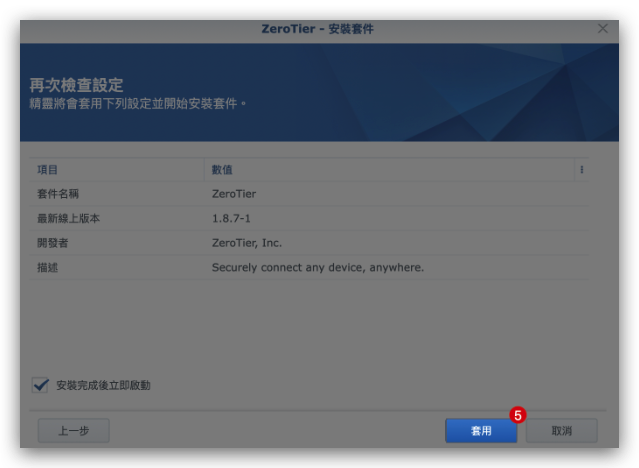 ZeroTier - 安裝套件
再次檢查設定
精靈將會套用下列設定並開始安裝套件。
項目 數值
套件名稱 ZeroTier
最新線上版本 1.8.7-1
開發者 ZeroTier, Inc.
描述 Securely connect any device, anywhere.
安裝完成後立即啟動
5
上一步 套用 取消